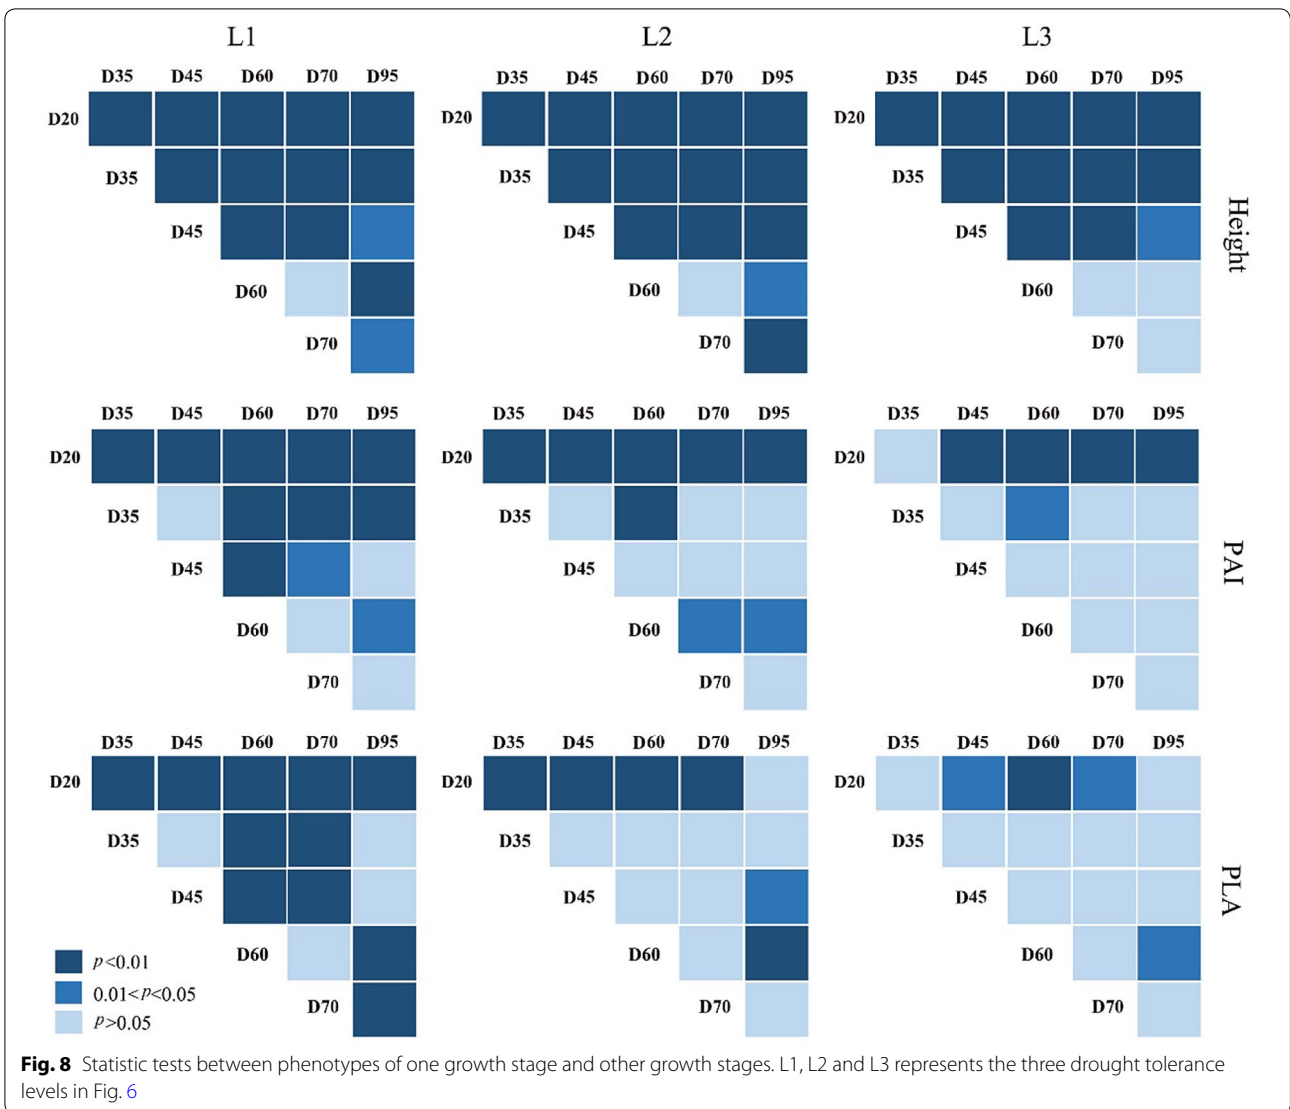 L1 L2 L3
D35 D45 D60 D70 D95 D35 D45 D60 D70 D95 D35 D45 D60 D70 D95
D20 D20 D20
D35 D35 D35
D45 D45 D45
Height
D60 D60 D60
D70 D70 D70
D35 D45 D60 D70 D95 D35 D45 D60 D70 D95 D35 D45 D60 D70 D95
D20 D20 D20
D35 D35 D35
D45 D45 D45
PAI
D60 D60 D60
D70 D70 D70
D35 D45 D60 D70 D95 D35 D45 D60 D70 D95 D35 D45 D60 D70 D95
D20 D20 D20
D35 D35 D35
D45 D45 D45
PLA
D60 D60 D60
D70 D70 D70
p<0.01
0.01<p<0.05
p>0.05
Fig. 8 Statistic tests between phenotypes of one growth stage and other growth stages. L1, L2 and L3 represents the three drought tolerance
levels in Fig. 6